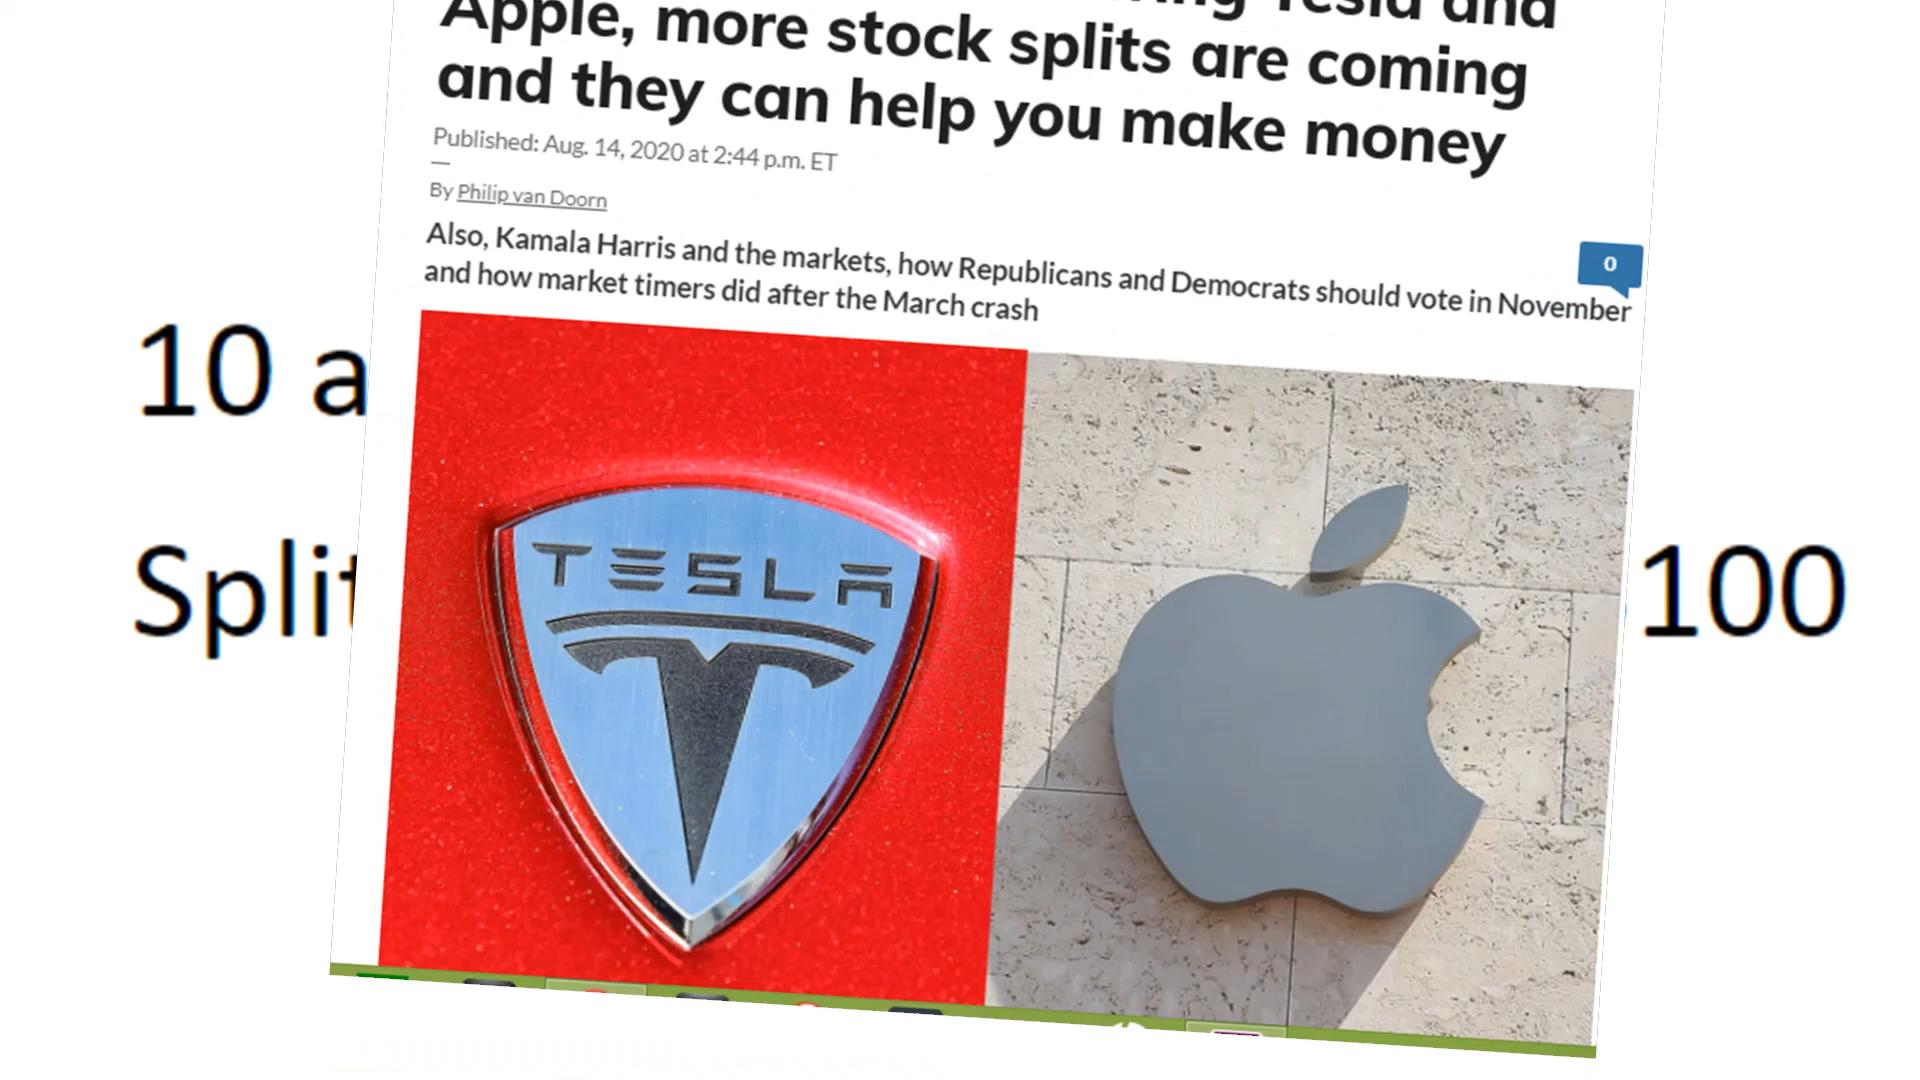 Tesla and
Apple, more stock splits are coming
and they can help you make money
Published: Aug. 14, 2020 at 2:44 p.m. ET
By Philip van Doorn
Also, Kamala Harris and the markets, how Republicans and Democrats should vote in November
and how market timers did after the March crash
0
10 a
Split
100
TESLA